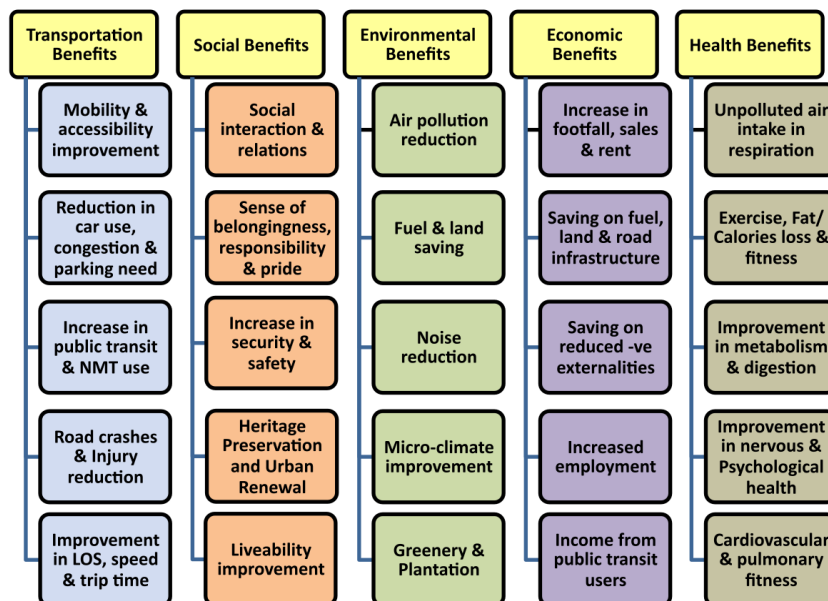 Transportation
Benefits
Mobility &
accessibility
improvement
Reduction in
car use,
congestion &
parking need
Increase in
public transit
& NMT use
Road crashes
& Injury
reduction
Improvement
in LOS, speed
& trip time
Social Benefits
Social
interaction &
relations
Sense of
belongingness,
responsibility
& pride
Increase in
security &
safety
Heritage
Preservation
and Urban
Renewal
Liveability
improvement
Environmental
Benefits
Air pollution
reduction
Fuel & land
saving
Noise
reduction
Micro-climate
improvement
Greenery &
Plantation
Economic
Benefits
Increase in
footfall, sales
& rent
Saving on fuel,
land & road
infrastructure
Saving on
reduced -ve
externalities
Increased
employment
Income from
public transit
users
Health Benefits
Unpolluted air
intake in
respiration
Exercise, Fat/
Calories loss &
fitness
Improvement
in metabolism
& digestion
Improvement
in nervous &
Psychological
health
Cardiovascular
& pulmonary
fitness